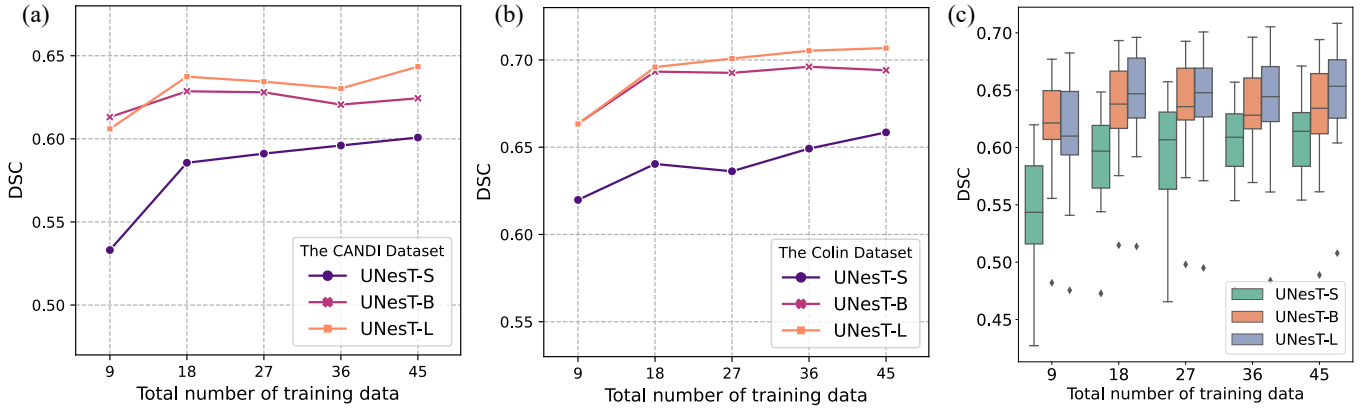 (a)
0.65
0.60
0.55
0.50
DSC
The CANDI Dataset
UNesT-S
UNesT-B
UNesT-L
9 18 27 36 45
Total number of training data
(b)
0.70
0.65
0.60
0.55
DSC
The Colin Dataset
UNesT-S
UNesT-B
UNesT-L
9 18 27 36 45
Total number of training data
(c)
0.70
0.65
0.60
0.55
0.50
0.45
DSC
UNesT-S
UNesT-B
UNesT-L
9 18 27 36 45
Total number of training data